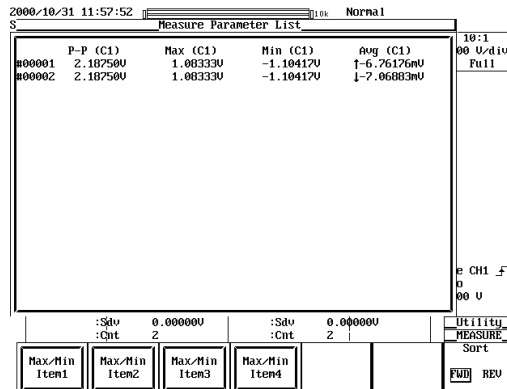 2000/10/31 11:57:52 10k Normal
S Measure Parameter List
10:1
P-P (C1) Max (C1) Min (C1) Avg (C1) 00 V/div
#00001 2.18750V 1.08333V -1.10417V ↑-6.76176mV Full
#00002 2.18750V 1.08333V -1.10417V ↓-7.06883mV
e CH1
o
00 V
:Sdv 0.00000V :Sdv 0.00000V Utility
:Cnt 2 :Cnt 2 MEASURE
Max/Min Item1
Max/Min Item2
Max/Min Item3
Max/Min Item4
Sort
FWD REV